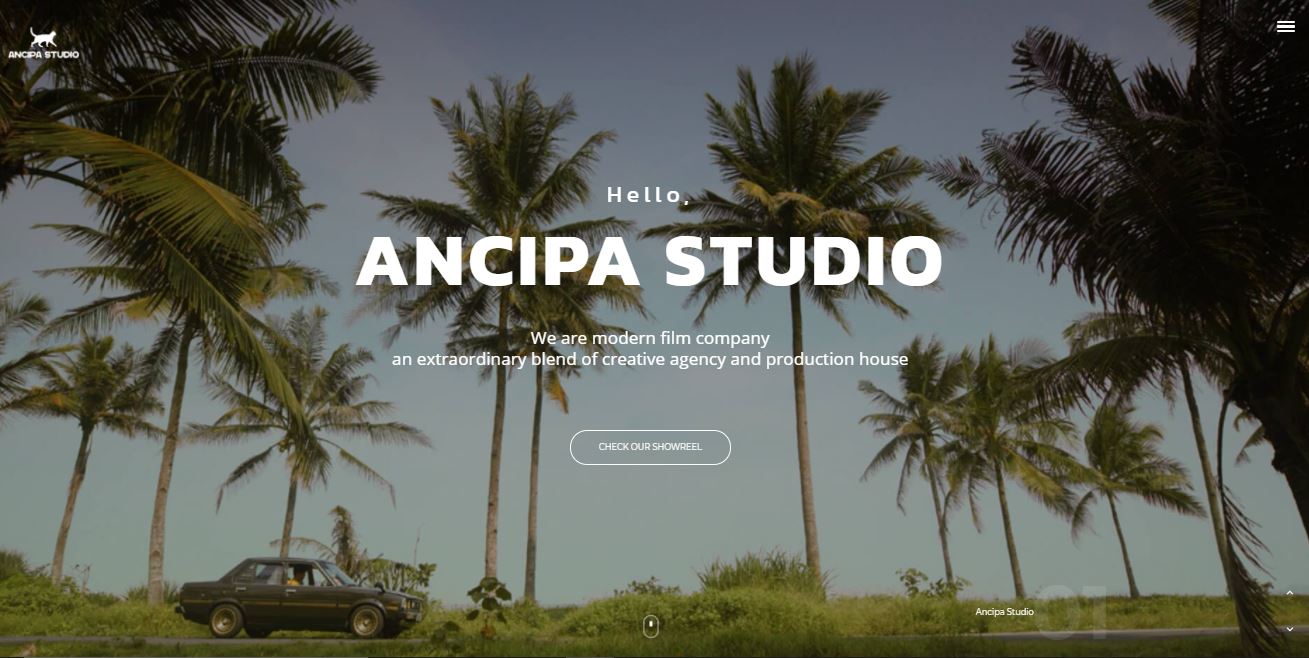 ANCIPA STUDIO
Hello,
ANCIPA STUDIO
We are modern film company
an extraordinary blend of creative agency and production house
CHECK OUR SHOWREEL
Ancipa Studio
01